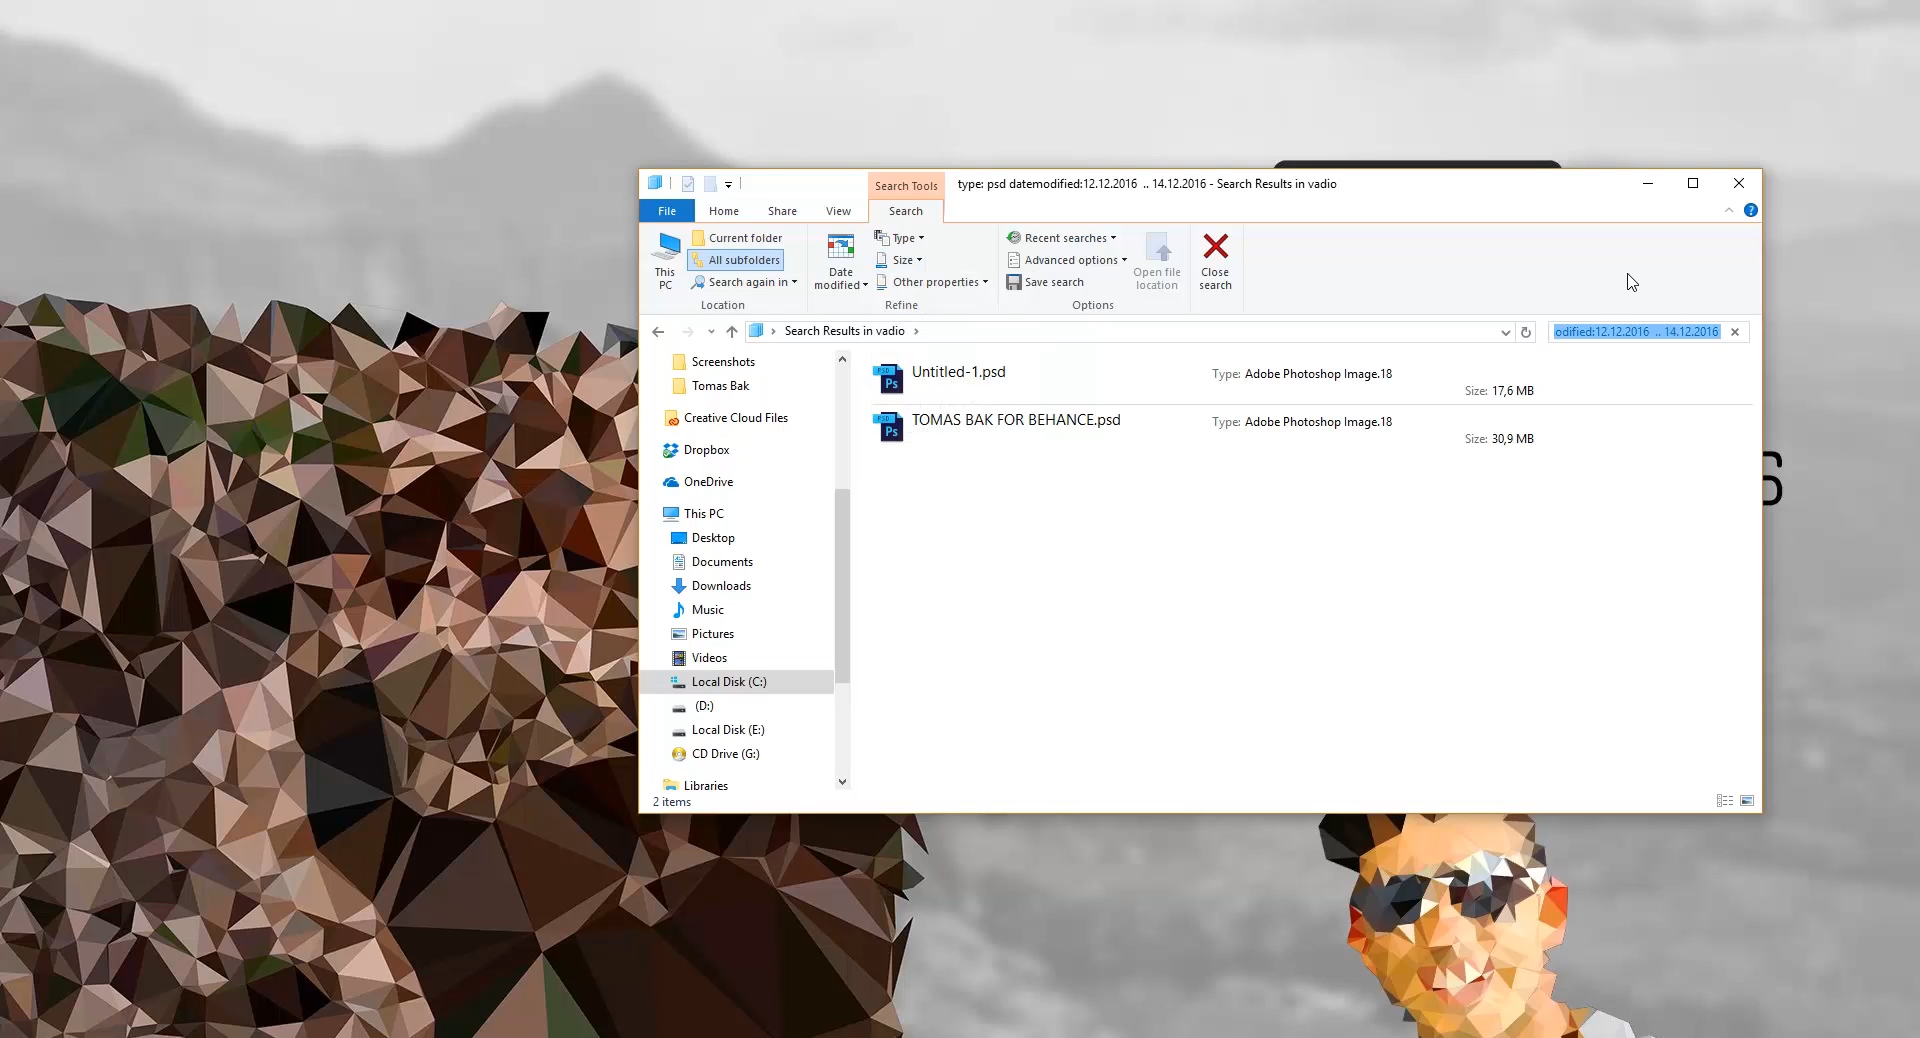 Search Tools
type: psd datemodified:12.12.2016 .. 14.12.2016 - Search Results in vadio
File Home Share View Search
This PC
Current folder
All subfolders
Search again in
Location
Date modified
Type
Size
Other properties
Refine
Recent searches
Advanced options
Save search
Open file location
Options
Close search
Search Results in vadio
odified:12.12.2016 .. 14.12.2016
Screenshots
Tomas Bak
Creative Cloud Files
Dropbox
OneDrive
This PC
Desktop
Documents
Downloads
Music
Pictures
Videos
Local Disk (C:)
(D:)
Local Disk (E:)
CD Drive (G:)
Libraries
PSD
Ps
Untitled-1.psd
Type: Adobe Photoshop Image.18
Size: 17,6 MB
PSD
Ps
TOMAS BAK FOR BEHANCE.psd
Type: Adobe Photoshop Image.18
Size: 30,9 MB
2 items